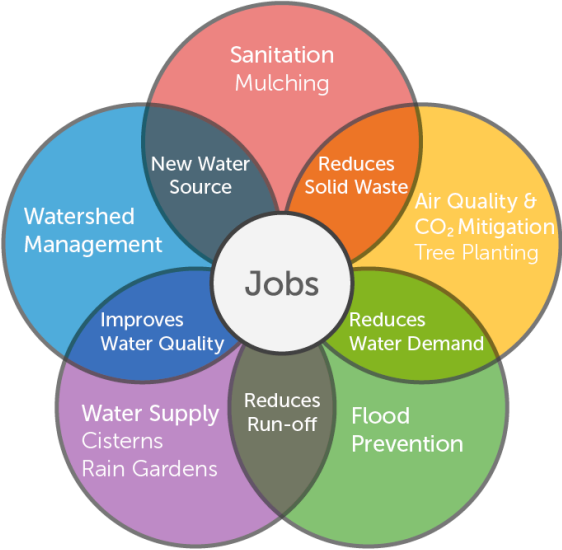 Sanitation
Mulching
New Water
Source
Reduces
Solid Waste
Watershed
Management
Air Quality &
CO₂ Mitigation
Tree Planting
Jobs
Improves
Water Quality
Reduces
Water Demand
Water Supply
Cisterns
Rain Gardens
Reduces
Run-off
Flood
Prevention